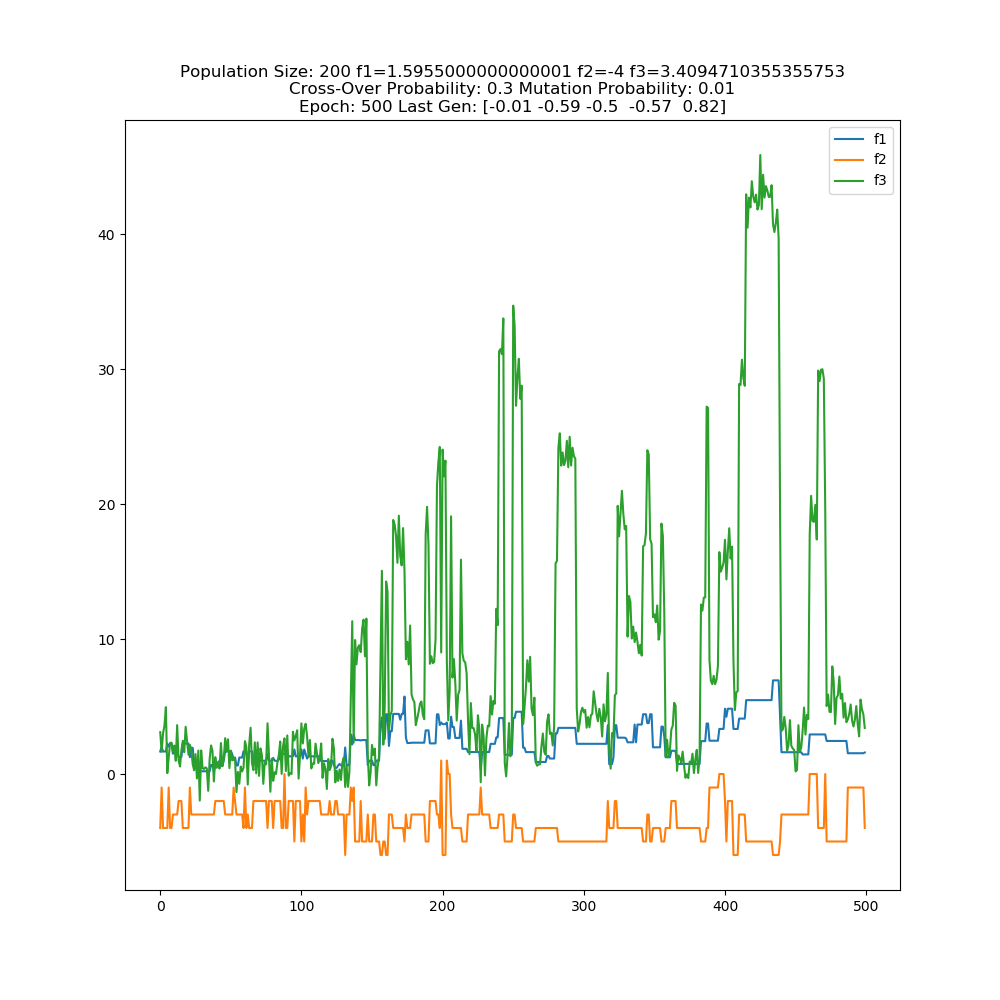 Population Size: 200 f1=1.5955000000000001 f2=-4 f3=3.4094710355355753
Cross-Over Probability: 0.3 Mutation Probability: 0.01
Epoch: 500 Last Gen: [-0.01 -0.59 -0.5  -0.57  0.82]
f1
f2
f3
40
30
20
10
0
0 100 200 300 400 500